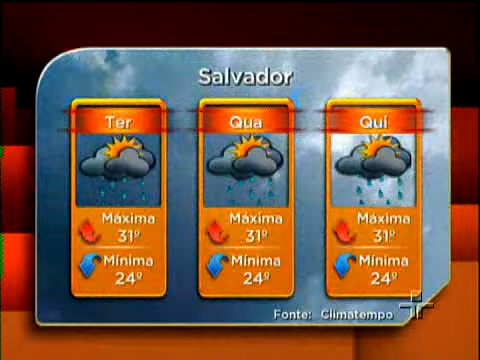 Salvador
Ter
Qua
Qui
Máxima
31º
Máxima
31º
Máxima
31º
Mínima
24º
Mínima
24º
Mínima
24º
Fonte: Climatempo